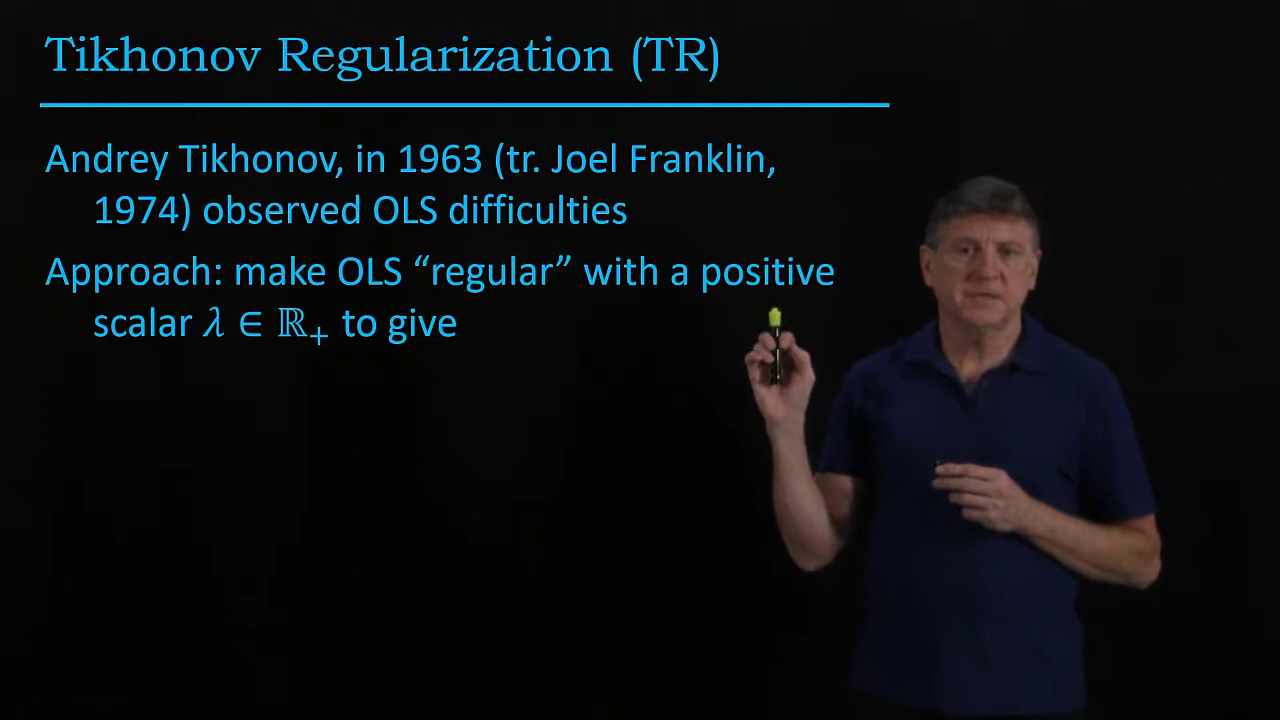 Tikhonov Regularization (TR)
Andrey Tikhonov, in 1963 (tr. Joel Franklin,
1974) observed OLS difficulties
Approach: make OLS “regular” with a positive
scalar λ ∈ ℝ₊ to give